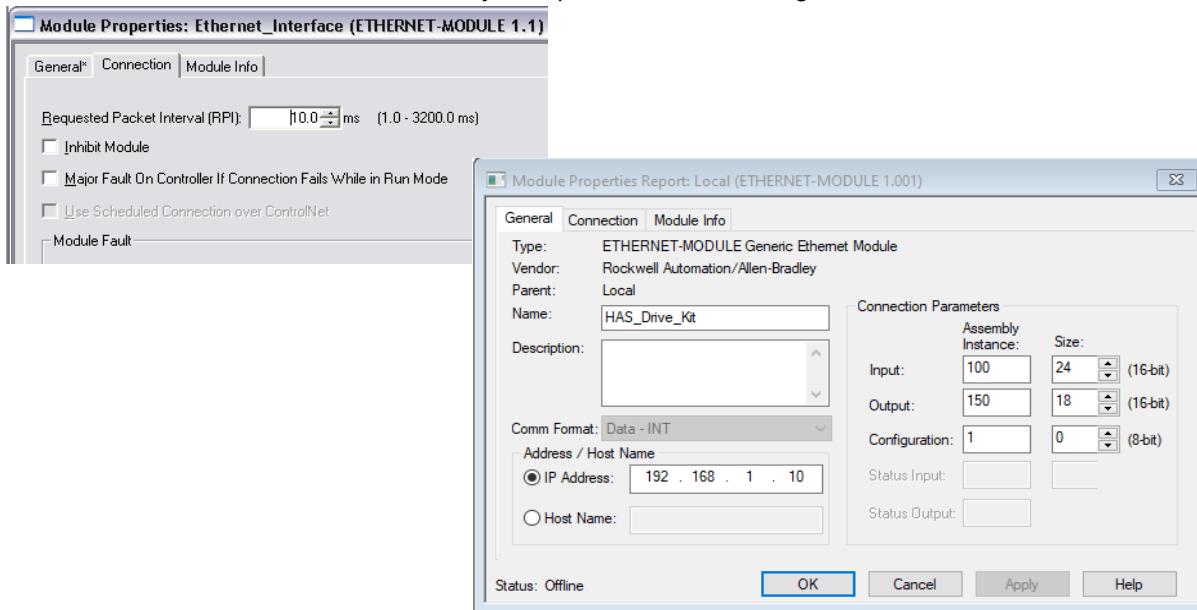 Module Properties: Ethernet_Interface (ETHERNET-MODULE 1.1)
General* Connection Module Info
Requested Packet Interval (RPI): 10.0 ms (1.0 - 3200.0 ms)
Inhibit Module
Major Fault On Controller If Connection Fails While in Run Mode
Use Scheduled Connection over ControlNet
Module Fault
Module Properties Report: Local (ETHERNET-MODULE 1.001)
General Connection Module Info
Type: ETHERNET-MODULE Generic Ethernet Module
Vendor: Rockwell Automation/Allen-Bradley
Parent: Local
Name: HAS_Drive_Kit
Description:
Comm Format: Data - INT
Address / Host Name
IP Address: 192 . 168 . 1 . 10
Host Name:
Connection Parameters
Assembly
Instance: Size:
Input: 100 24 (16-bit)
Output: 150 18 (16-bit)
Configuration: 1 0 (8-bit)
Status Input:
Status Output:
Status: Offline OK Cancel Apply Help